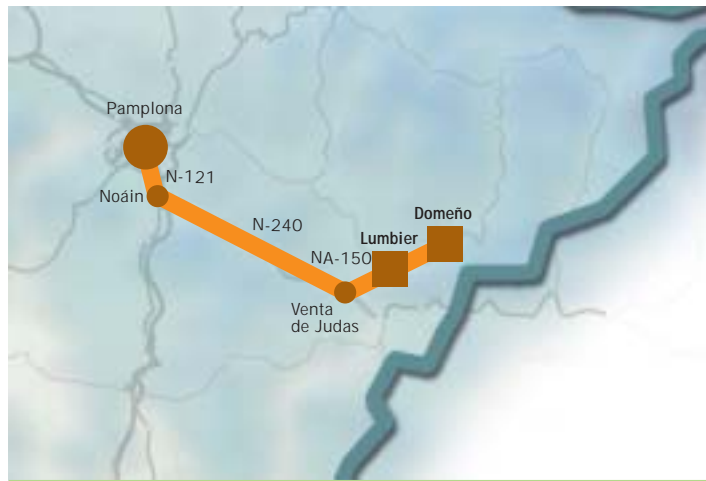 Pamplona
N-121
Noáin
Domeño
N-240
Lumbier
NA-150
Venta
de Judas